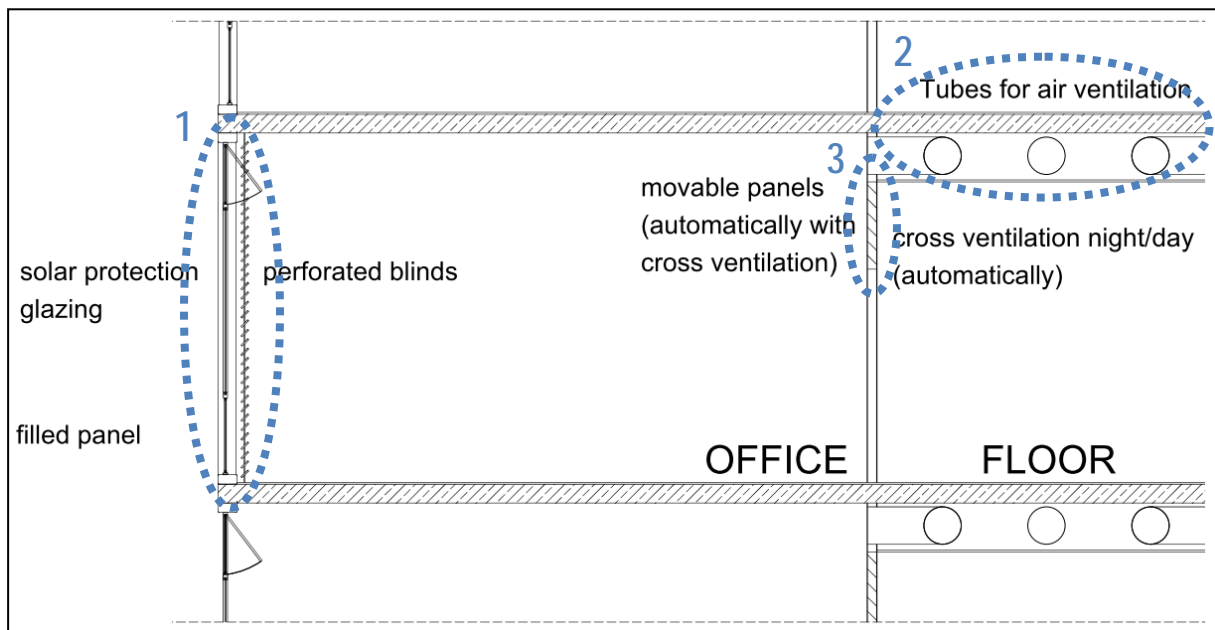 2
Tubes for air ventilation
1
3
movable panels
(automatically with
cross ventilation)
cross ventilation night/day
(automatically)
solar protection
glazing
perforated blinds
filled panel
OFFICE
FLOOR